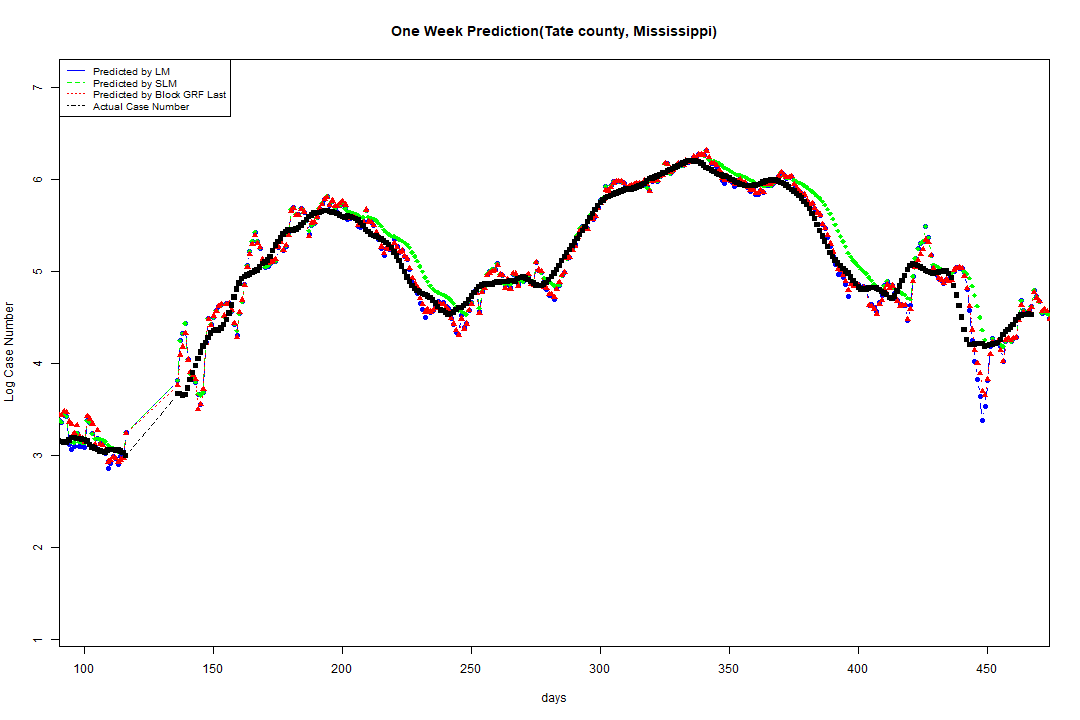 One Week Prediction(Tate county, Mississippi)
Predicted by LM
Predicted by SLM
Predicted by Block GRF Last
Actual Case Number
7
6
5
4
3
2
1
Log Case Number
100 150 200 250 300 350 400 450
days